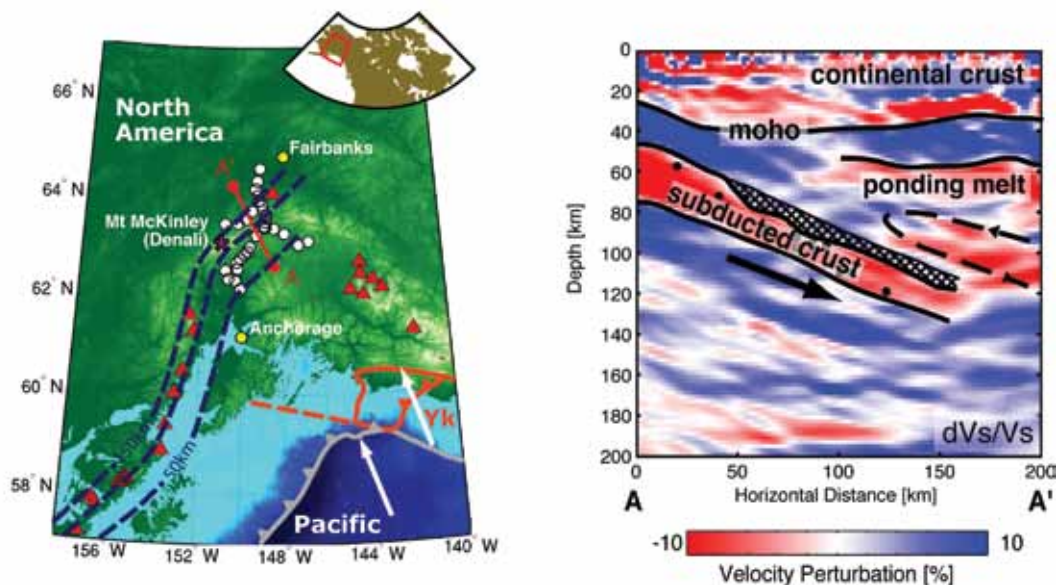 66° N
64° N
62° N
60° N
58° N
156 W
152 W
148 W
144 W
140° W
North
America
Fairbanks
A'
Mt McKinley
(Denali)
A
Anchorage
50km
Yk
Pacific
0
20
40
60
80
100
120
140
160
180
200
Depth [km]
continental crust
moho
ponding melt
subducted crust
dVs/Vs
0
50
100
150
200
A
Horizontal Distance [km]
A'
-10
10
Velocity Perturbation [%]